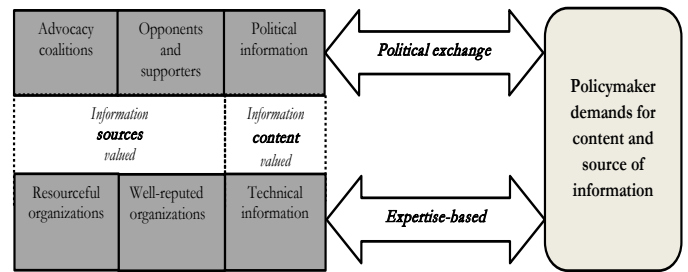 Advocacy
coalitions
Opponents
and
supporters
Political
information
Political exchange
Information
sources
valued
Information
content
valued
Resourceful
organizations
Well-reputed
organizations
Technical
information
Expertise-based
Policymaker
demands for
content and
source of
information